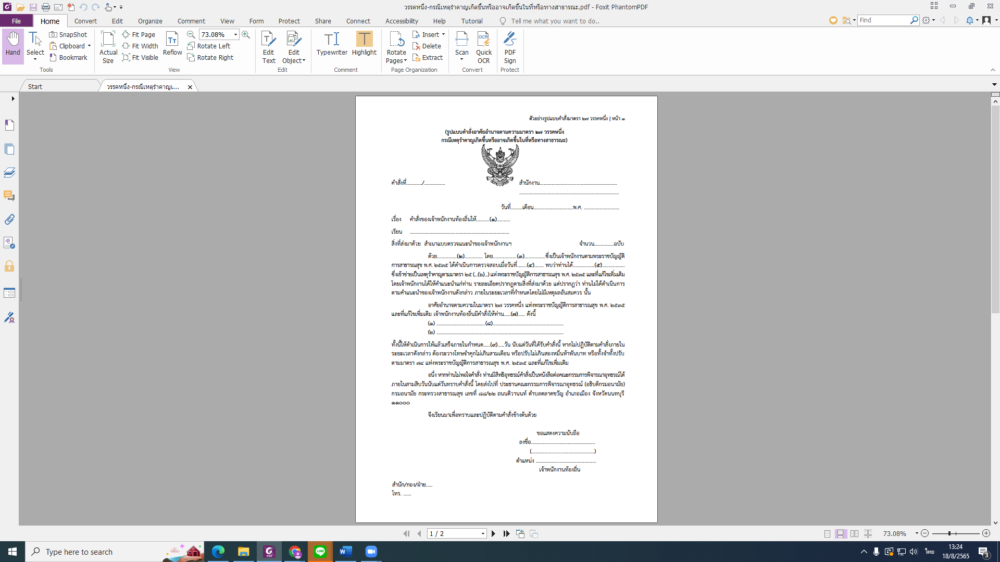 วรรคหนึ่ง-กรณีเหตุรำคาญเกิดขึ้นหรืออาจเกิดขึ้นในที่หรือทางสาธารณะ.pdf - Foxit PhantomPDF
File Home Convert Edit Organize Comment View Form Protect Share Connect Accessibility Help Tutorial Tell me what you want to do.. Find
Hand
Select
SnapShot
Clipboard
Bookmark
Tools
Actual Size
Fit Page
Fit Width
Fit Visible
Reflow
73.08%
Rotate Left
Rotate Right
View
Edit Text
Edit Object
Edit
Typewriter
Highlight
Comment
Rotate Pages
Insert
Delete
Extract
Page Organization
Scan
OCR
Quick OCR
Convert
PDF Sign
Protect
Start
วรรคหนึ่ง-กรณีเหตุรำคาญเ...
ตัวอย่างรูปแบบคำสั่งมาตรา ๒๗ วรรคหนึ่ง | หน้า ๑
(รูปแบบคำสั่งอาศัยอำนาจตามความมาตรา ๒๗ วรรคหนึ่ง
กรณีเหตุรำคาญเกิดขึ้นหรืออาจเกิดขึ้นในที่หรือทางสาธารณะ)
คำสั่งที่............/................ สำนักงาน...........................................................
............................................................................
วันที่.........เดือน..............................พ.ศ. ...........................
เรื่อง คำสั่งของเจ้าพนักงานท้องถิ่นให้..........(๑)..........
เรียน ............................................................................
สิ่งที่ส่งมาด้วย สำเนาแบบตรวจแนะนำของเจ้าพนักงานฯ จำนวน...............ฉบับ
ด้วย...............(๒).............. โดย..................(๓)................ซึ่งเป็นเจ้าพนักงานตามพระราชบัญญัติ
การสาธารณสุข พ.ศ. ๒๕๓๕ ได้ดำเนินการตรวจสอบเมื่อวันที่.......(๔)....... พบว่าท่านได้................(๕).................
ซึ่งเข้าข่ายเป็นเหตุรำคาญตามมาตรา ๒๕ (...(๖)...) แห่งพระราชบัญญัติการสาธารณสุข พ.ศ. ๒๕๓๕ และที่แก้ไขเพิ่มเติม
โดยเจ้าพนักงานได้ให้คำแนะนำแก่ท่าน รายละเอียดปรากฏตามสิ่งที่ส่งมาด้วย แต่ปรากฏว่า ท่านไม่ได้ดำเนินการ
ตามคำแนะนำของเจ้าพนักงานดังกล่าว ภายในระยะเวลาที่กำหนดโดยไม่มีเหตุผลอันสมควร นั้น
อาศัยอำนาจตามความในมาตรา ๒๗ วรรคหนึ่ง แห่งพระราชบัญญัติการสาธารณสุข พ.ศ. ๒๕๓๕
และที่แก้ไขเพิ่มเติม เจ้าพนักงานท้องถิ่นมีคำสั่งให้ท่าน.....(๗)..... ดังนี้
(๑) .....................................(๘)......................................................
(๒) .................................................................................................
ทั้งนี้ให้ดำเนินการให้แล้วเสร็จภายในกำหนด.....(๙).....วัน นับแต่วันที่ได้รับคำสั่งนี้ หากไม่ปฏิบัติตามคำสั่งภายใน
ระยะเวลาดังกล่าว ต้องระวางโทษจำคุกไม่เกินสามเดือน หรือปรับไม่เกินสองหมื่นห้าพันบาท หรือทั้งจำทั้งปรับ
ตามมาตรา ๗๔ แห่งพระราชบัญญัติการสาธารณสุข พ.ศ. ๒๕๓๕ และที่แก้ไขเพิ่มเติม
อนึ่ง หากท่านไม่พอใจคำสั่ง ท่านมีสิทธิอุทธรณ์คำสั่งเป็นหนังสือต่อคณะกรรมการพิจารณาอุทธรณ์ได้
ภายในสามสิบวันนับแต่วันทราบคำสั่งนี้ โดยส่งไปที่ ประธานคณะกรรมการพิจารณาอุทธรณ์ (อธิบดีกรมอนามัย)
กรมอนามัย กระทรวงสาธารณสุข เลขที่ ๘๘/๒๒ ถนนติวานนท์ ตำบลตลาดขวัญ อำเภอเมือง จังหวัดนนทบุรี
๑๑๐๐๐
จึงเรียนมาเพื่อทราบและปฏิบัติตามคำสั่งข้างต้นด้วย
ขอแสดงความนับถือ
ลงชื่อ.................................................
(................................................)
ตำแหน่ง ..............................................
เจ้าพนักงานท้องถิ่น
สำนัก/กอง/ฝ่าย.....
โทร. ......
1 / 2
73.08%
Type here to search
ไทย
13:24
18/8/2565
3